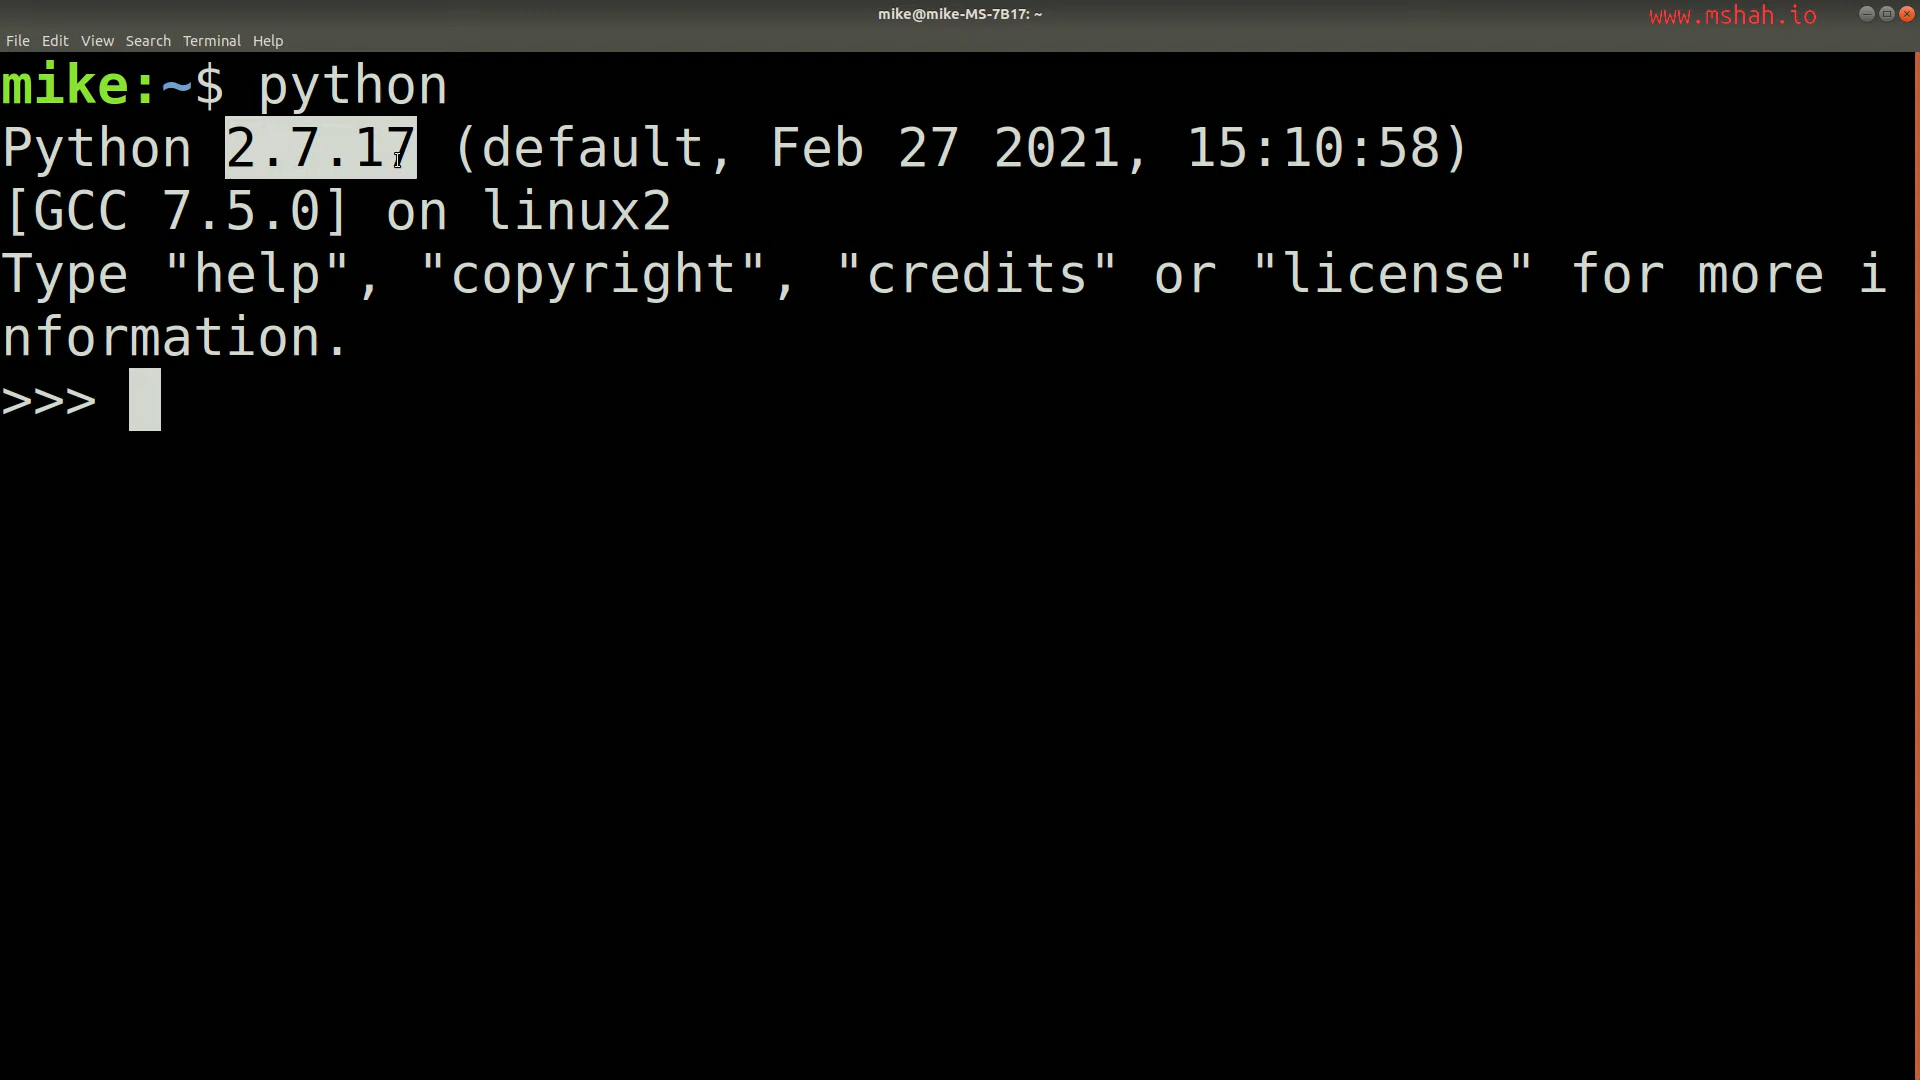 mike@mike-MS-7B17: ~
www.mshah.io
File Edit View Search Terminal Help
mike:~$ python
Python 2.7.17 (default, Feb 27 2021, 15:10:58)
[GCC 7.5.0] on linux2
Type "help", "copyright", "credits" or "license" for more i
nformation.
>>>